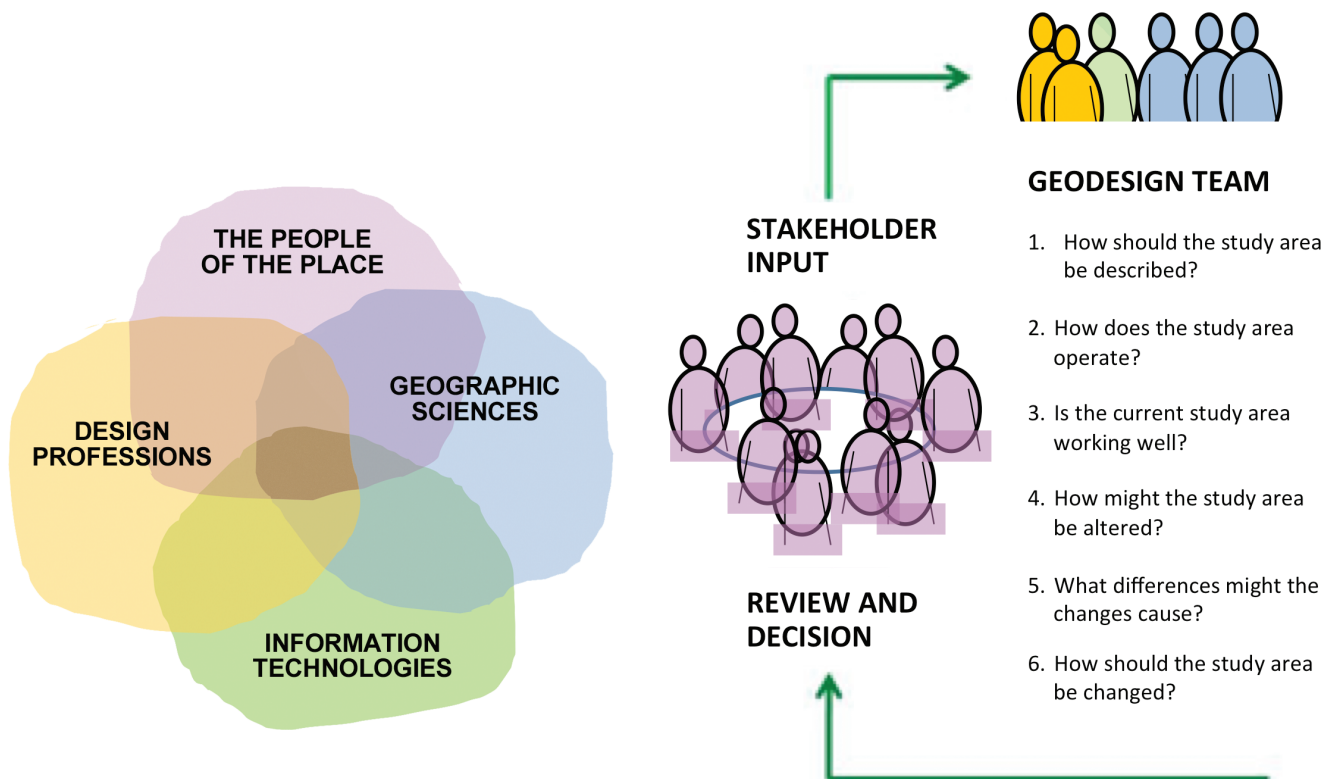 THE PEOPLE
OF THE PLACE
GEOGRAPHIC
SCIENCES
DESIGN
PROFESSIONS
INFORMATION
TECHNOLOGIES
STAKEHOLDER
INPUT
REVIEW AND
DECISION
GEODESIGN TEAM
1. How should the study area
be described?
2. How does the study area
operate?
3. Is the current study area
working well?
4. How might the study area
be altered?
5. What differences might the
changes cause?
6. How should the study area
be changed?